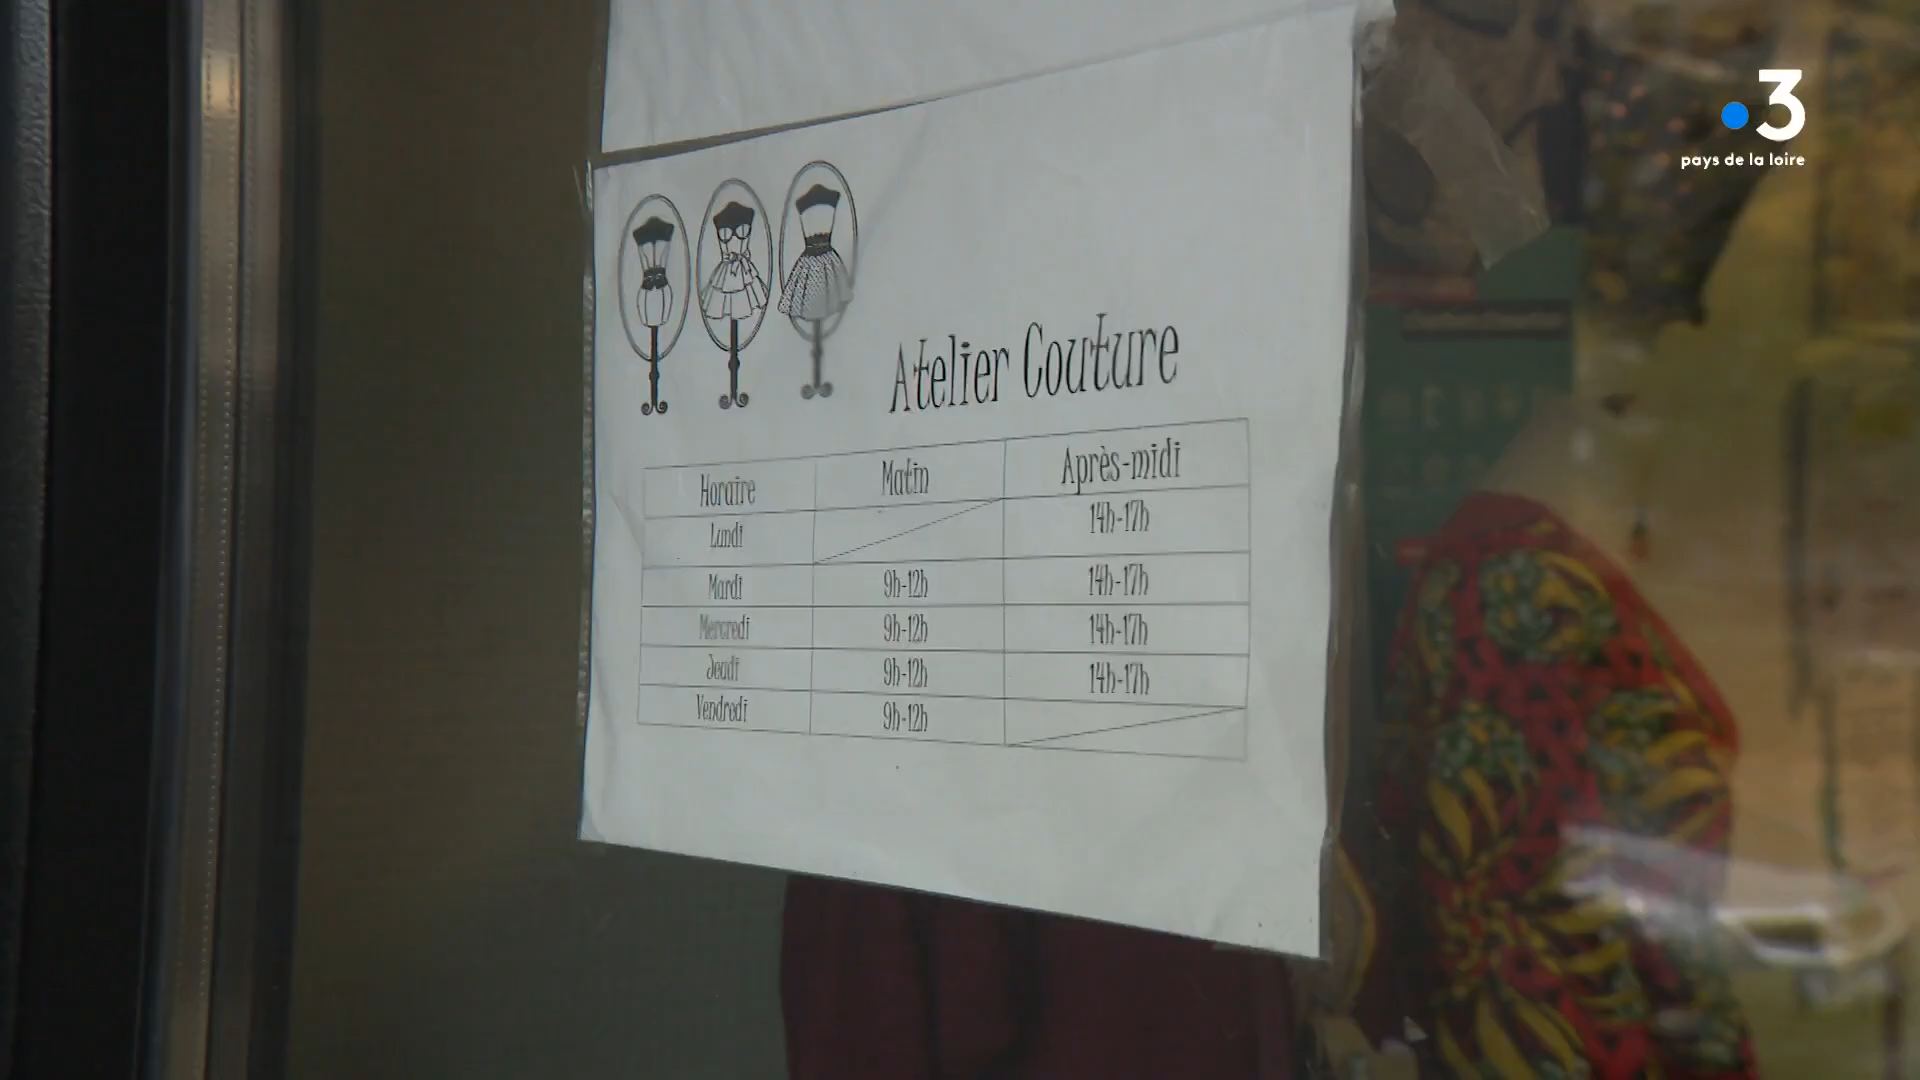 3
pays de la loire
Atelier Couture
Horaire Matin Après-midi
Lundi 14h-17h
Mardi 9h-12h 14h-17h
Mercredi 9h-12h 14h-17h
Jeudi 9h-12h 14h-17h
Vendredi 9h-12h